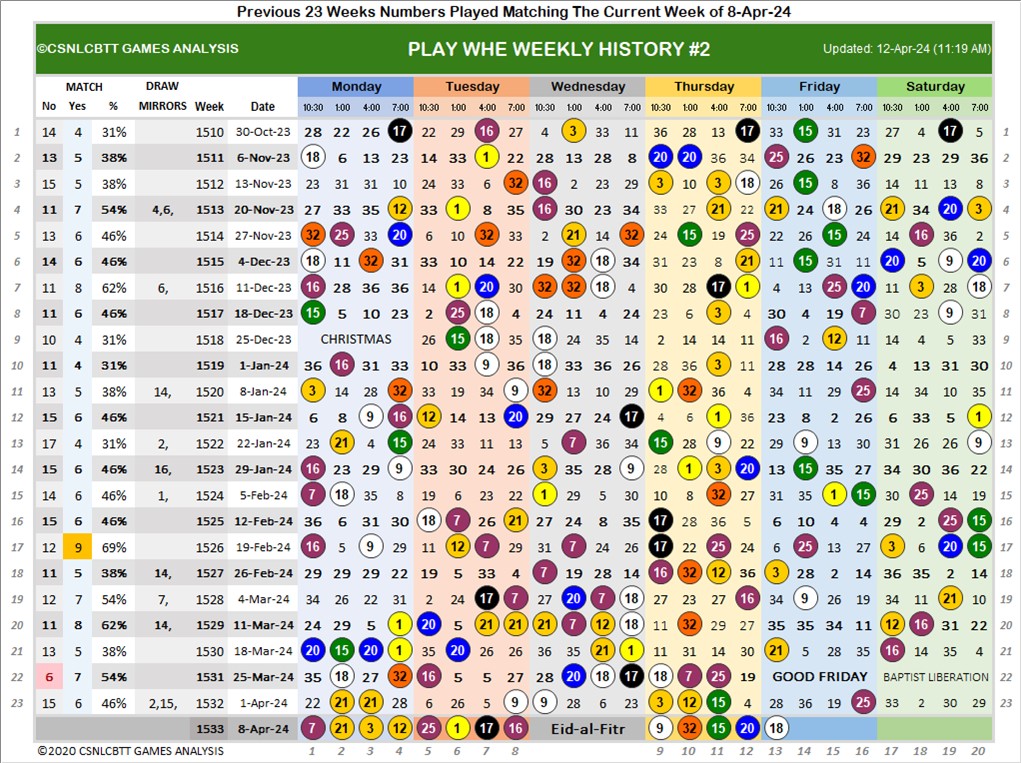 Previous 23 Weeks Numbers Played Matching The Current Week of 8-Apr-24
©CSNLCBTT GAMES ANALYSIS PLAY WHE WEEKLY HISTORY #2 Updated: 12-Apr-24 (11:19 AM)
MATCH DRAW Monday Tuesday Wednesday Thursday Friday Saturday
No Yes % MIRRORS Week Date 10:30 1:00 4:00 7:00 10:30 1:00 4:00 7:00 10:30 1:00 4:00 7:00 10:30 1:00 4:00 7:00 10:30 1:00 4:00 7:00 10:30 1:00 4:00 7:00
1 14 4 31% 1510 30-Oct-23 28 22 26 17 22 29 16 27 4 3 33 11 36 28 13 17 33 15 31 23 27 4 17 5 1
2 13 5 38% 1511 6-Nov-23 18 6 13 23 14 33 1 22 28 13 28 8 20 20 36 34 25 26 23 32 29 23 29 36 2
3 15 5 38% 1512 13-Nov-23 23 31 31 10 24 33 6 32 16 2 23 29 3 10 3 18 26 15 8 36 14 11 13 8 3
4 11 7 54% 4,6, 1513 20-Nov-23 27 33 35 12 33 1 8 35 16 30 23 34 33 27 21 22 21 24 18 26 21 34 20 3 4
5 13 6 46% 1514 27-Nov-23 32 25 33 20 6 10 32 33 2 21 14 32 24 15 19 25 22 26 15 24 14 16 36 2 5
6 14 6 46% 1515 4-Dec-23 18 11 32 31 33 10 14 22 19 32 18 34 31 23 8 21 14 15 31 11 20 5 9 20 6
7 11 8 62% 6, 1516 11-Dec-23 16 28 36 36 14 1 20 30 32 32 18 4 30 28 17 1 4 13 25 20 11 3 28 18 7
8 11 6 46% 1517 18-Dec-23 15 5 10 23 2 25 18 4 24 11 4 24 23 6 3 4 30 4 19 7 30 23 9 31 8
9 10 4 31% 1518 25-Dec-23 CHRISTMAS 26 15 18 35 18 24 35 14 2 14 14 11 16 2 12 11 14 4 5 33 9
10 11 4 31% 1519 1-Jan-24 36 16 31 33 10 33 9 36 18 33 36 26 28 36 3 11 28 28 14 26 4 13 31 30 10
11 13 5 38% 14, 1520 8-Jan-24 3 14 28 32 33 19 34 9 32 13 10 29 1 32 36 4 34 11 29 25 14 34 10 35 11
12 15 6 46% 1521 15-Jan-24 6 8 9 16 12 14 13 20 29 27 24 17 4 6 1 36 23 8 2 26 6 33 5 1 12
13 17 4 31% 2, 1522 22-Jan-24 23 21 4 15 24 33 11 13 5 7 36 34 15 28 9 22 29 9 13 30 31 26 26 9 13
14 15 6 46% 16, 1523 29-Jan-24 16 23 29 9 33 30 24 26 3 35 28 9 28 1 3 20 13 15 35 27 34 30 36 22 14
15 14 6 46% 1, 1524 5-Feb-24 7 18 35 8 19 6 23 22 1 29 5 30 10 8 32 27 31 35 1 15 30 25 14 19 15
16 15 6 46% 1525 12-Feb-24 36 6 31 30 18 7 26 21 27 24 8 35 17 28 36 5 6 10 4 4 29 2 25 15 16
17 12 9 69% 1526 19-Feb-24 16 5 9 29 11 12 7 29 31 7 24 26 17 22 25 24 14 25 13 6 3 6 20 15 17
18 11 5 38% 14, 1527 26-Feb-24 29 29 29 22 19 5 33 4 7 19 28 14 16 32 12 36 3 28 2 14 36 35 2 14 18
19 12 7 54% 7, 1528 4-Mar-24 34 26 22 31 2 24 17 7 27 20 7 18 27 23 27 16 34 9 26 19 34 11 21 10 19
20 11 8 62% 14, 1529 11-Mar-24 24 29 5 1 20 5 21 21 21 7 12 18 10 32 29 27 35 35 34 11 12 16 31 22 20
21 13 5 38% 1530 18-Mar-24 20 15 20 1 35 20 26 26 36 35 21 1 11 31 14 30 21 5 28 35 16 14 35 4 21
22 6 7 54% 1531 25-Mar-24 35 18 27 32 16 5 5 27 28 20 18 17 18 7 25 19 GOOD FRIDAY BAPTIST LIBERATION 22
23 15 6 46% 2,15, 1532 1-Apr-24 22 21 21 29 6 26 5 9 9 28 23 29 3 12 15 4 28 36 19 25 33 2 30 29 23
1533 8-Apr-24 7 21 3 12 25 1 17 16 Eid-al-Fitr 9 32 15 20 18
©2020 CSNLCBTT GAMES ANALYSIS 1 2 3 4 5 6 7 8 9 10 11 12 13 14 15 16 17 18 19 20